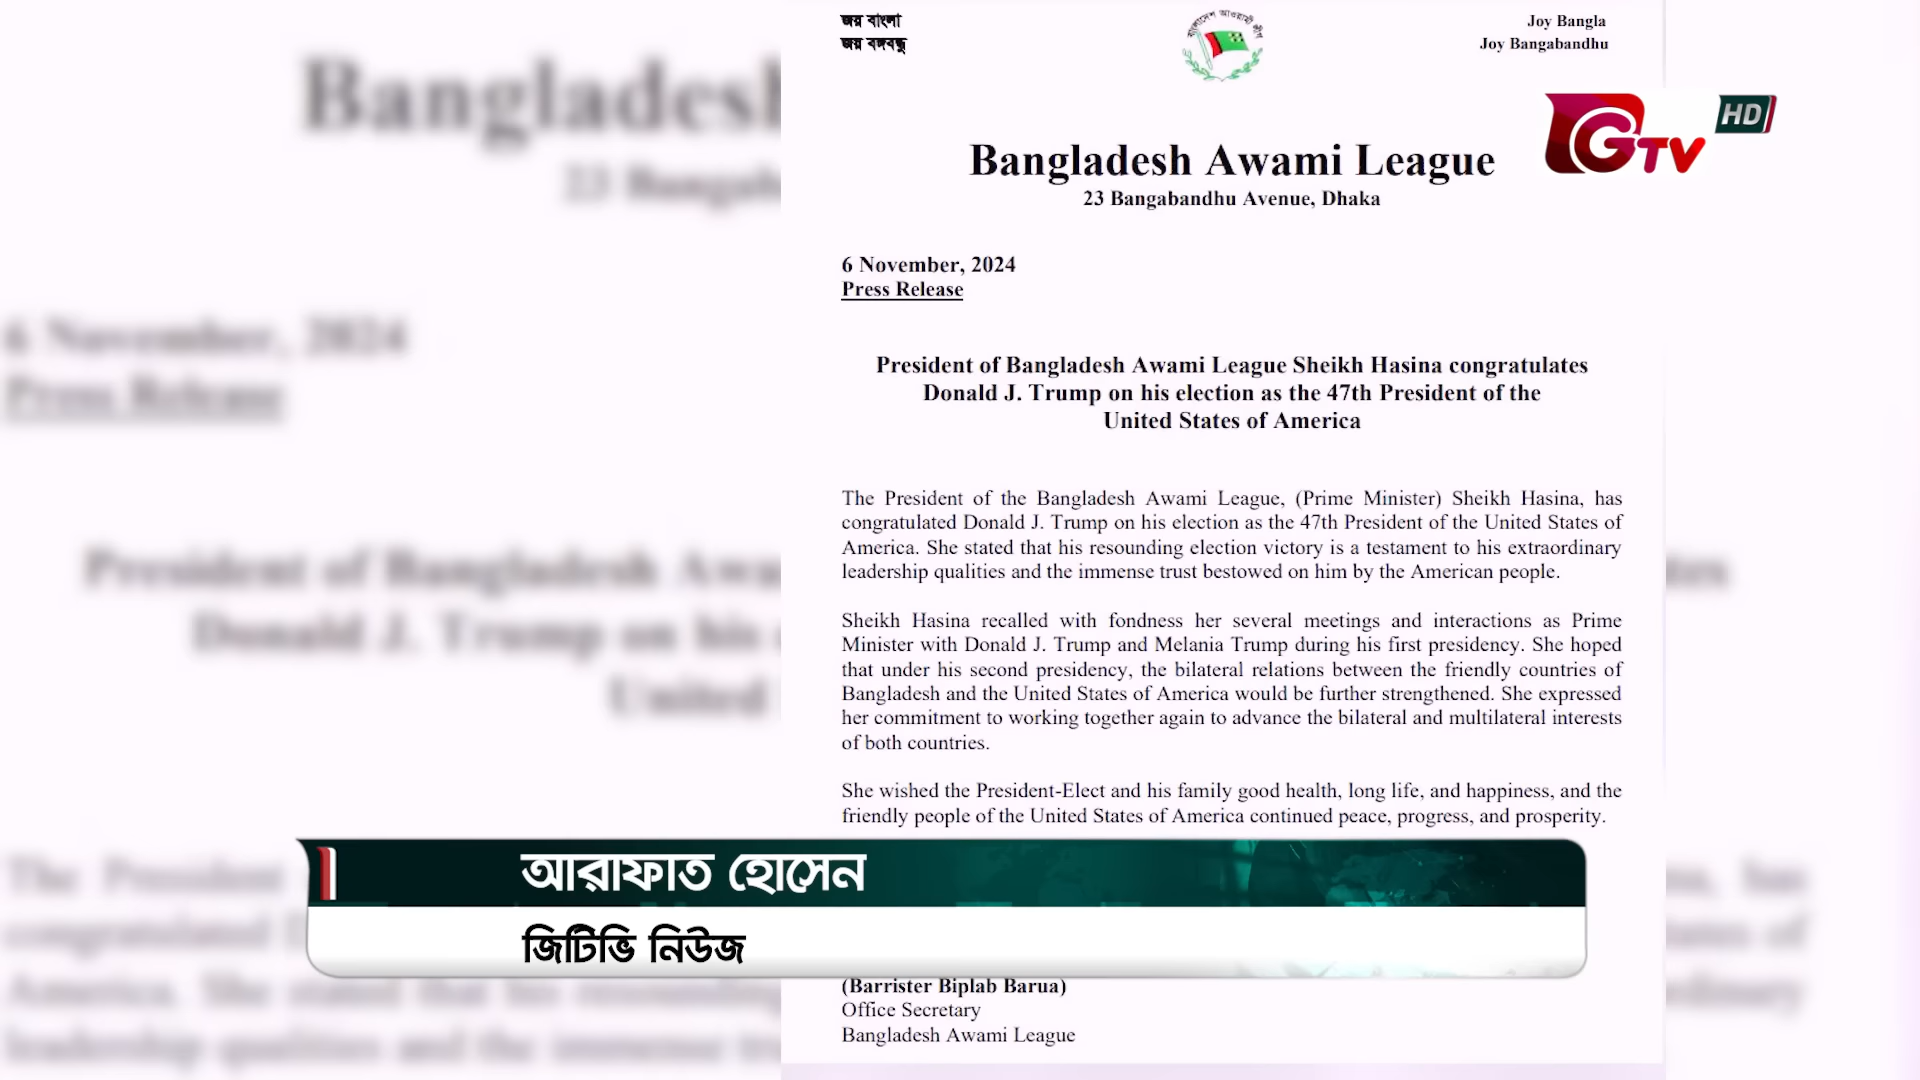 জয় বাংলা
জয় বঙ্গবন্ধু
বাংলাদেশ আওয়ামী লীগ
Joy Bangla
Joy Bangabandhu
GTV HD
Bangladesh Awami League
23 Bangabandhu Avenue, Dhaka
6 November, 2024
Press Release
President of Bangladesh Awami League Sheikh Hasina congratulates
Donald J. Trump on his election as the 47th President of the
United States of America
The President of the Bangladesh Awami League, (Prime Minister) Sheikh Hasina, has
congratulated Donald J. Trump on his election as the 47th President of the United States of
America. She stated that his resounding election victory is a testament to his extraordinary
leadership qualities and the immense trust bestowed on him by the American people.
Sheikh Hasina recalled with fondness her several meetings and interactions as Prime
Minister with Donald J. Trump and Melania Trump during his first presidency. She hoped
that under his second presidency, the bilateral relations between the friendly countries of
Bangladesh and the United States of America would be further strengthened. She expressed
her commitment to working together again to advance the bilateral and multilateral interests
of both countries.
She wished the President-Elect and his family good health, long life, and happiness, and the
friendly people of the United States of America continued peace, progress, and prosperity.
আরাফাত হোসেন
জিটিভি নিউজ
(Barrister Biplab Barua)
Office Secretary
Bangladesh Awami League